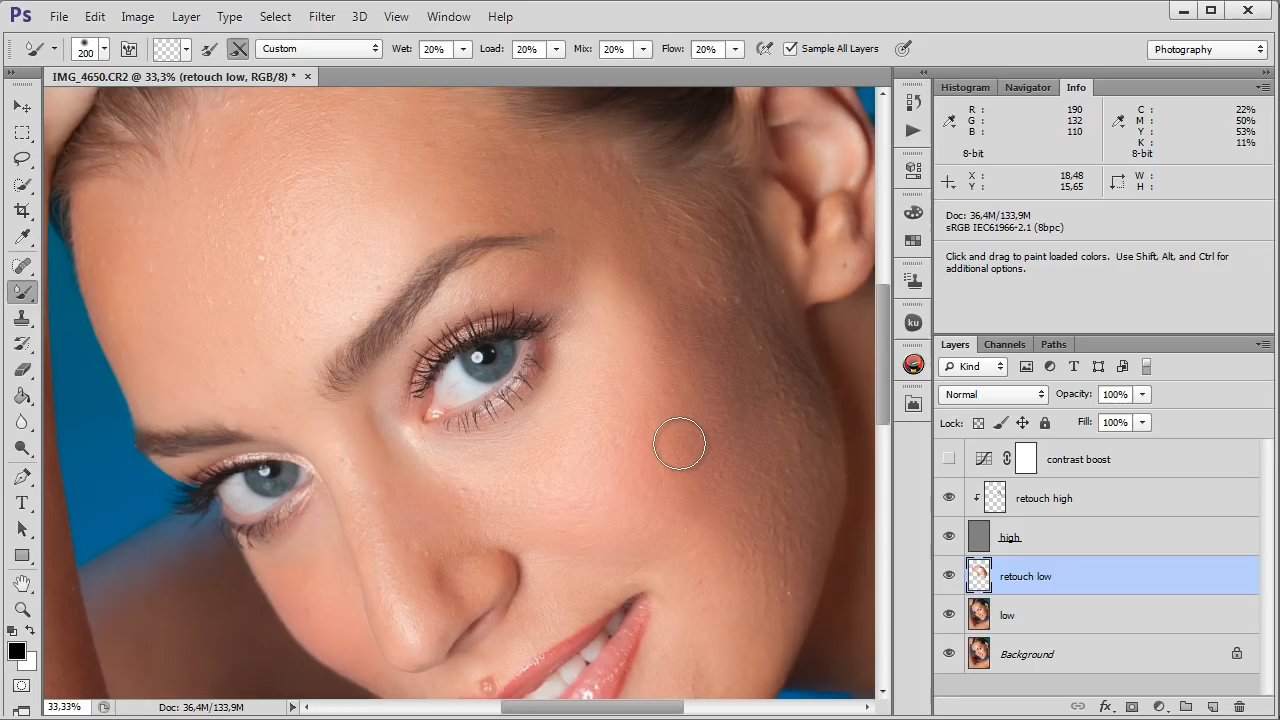 Ps File Edit Image Layer Type Select Filter 3D View Window Help
200 Custom Wet: 20% Load: 20% Mix: 20% Flow: 20% Sample All Layers Photography
IMG_4650.CR2 @ 33,3% (retouch low, RGB/8) * ×
Histogram Navigator Info
R : 190 C : 22%
G : 132 M : 50%
B : 110 Y : 53%
K : 11%
8-bit 8-bit
X : 18,48 W :
Y : 15,65 H :
Doc: 36,4M/133,9M
sRGB IEC61966-2.1 (8bpc)
Click and drag to paint loaded colors. Use Shift, Alt, and Ctrl for
additional options.
ku
Layers Channels Paths
Kind T
Normal Opacity: 100%
Lock: Fill: 100%
contrast boost
retouch high
high
retouch low
low
Background
T
33,33% Doc: 36,4M/133,9M
fx